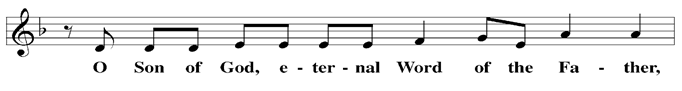 O Son of God, e - ter - nal Word of the Fa - ther,